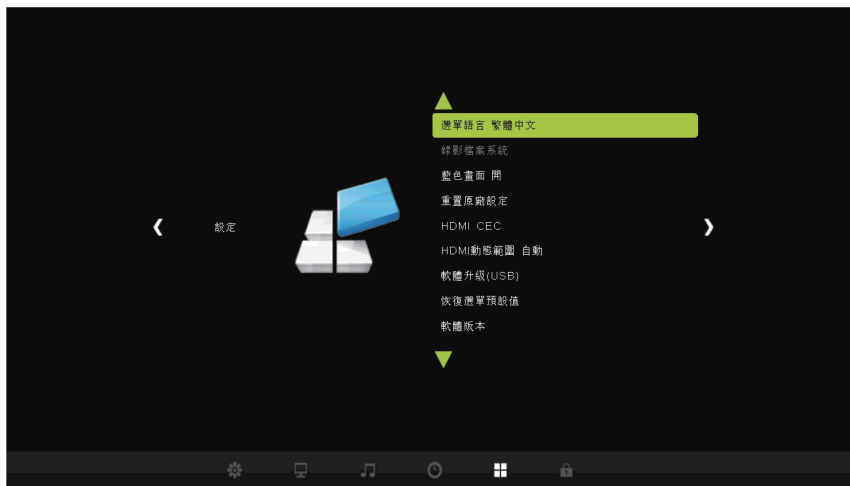 選單語言 繁體中文
錄影檔案系統
藍色畫面 開
重置原廠設定
設定
HDMI CEC
HDMI動態範圍 自動
軟體升級(USB)
恢復選單預設值
軟體版本